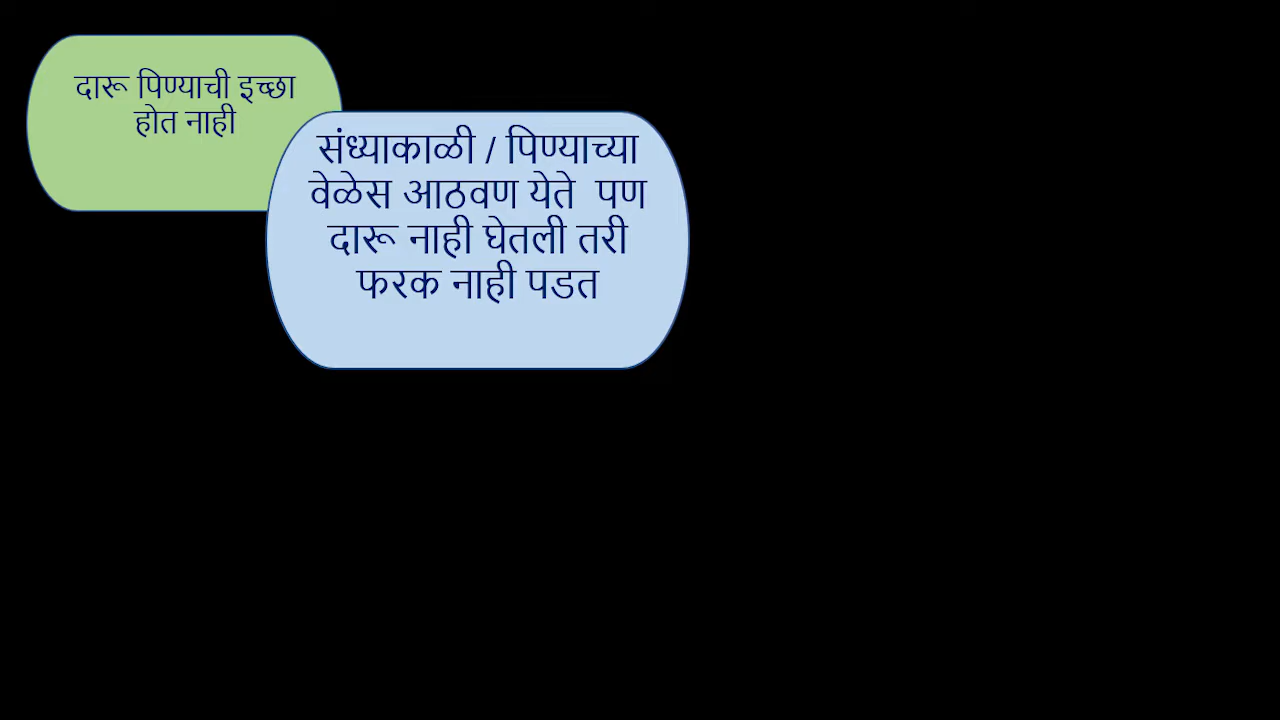 दारू पिण्याची इच्छा
होत नाही
संध्याकाळी / पिण्याच्या
वेळेस आठवण येते पण
दारू नाही घेतली तरी
फरक नाही पडत